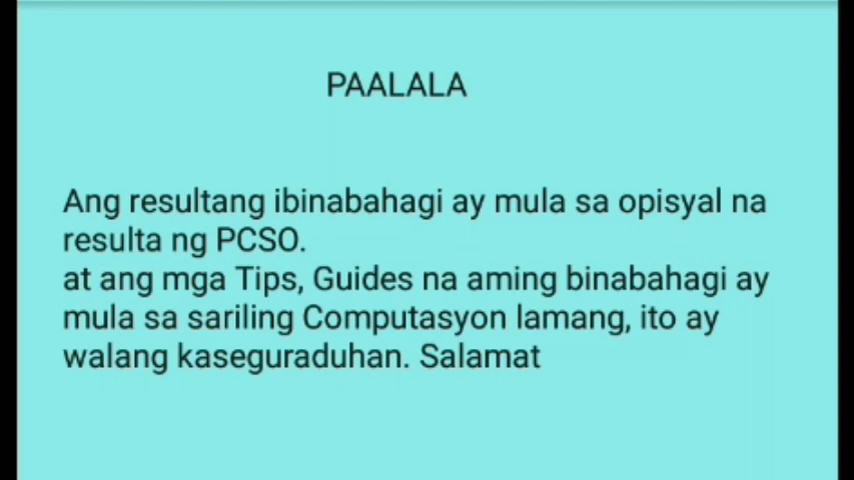 PAALALA
Ang resultang ibinabahagi ay mula sa opisyal na
resulta ng PCSO.
at ang mga Tips, Guides na aming binabahagi ay
mula sa sariling Computasyon lamang, ito ay
walang kaseguraduhan. Salamat